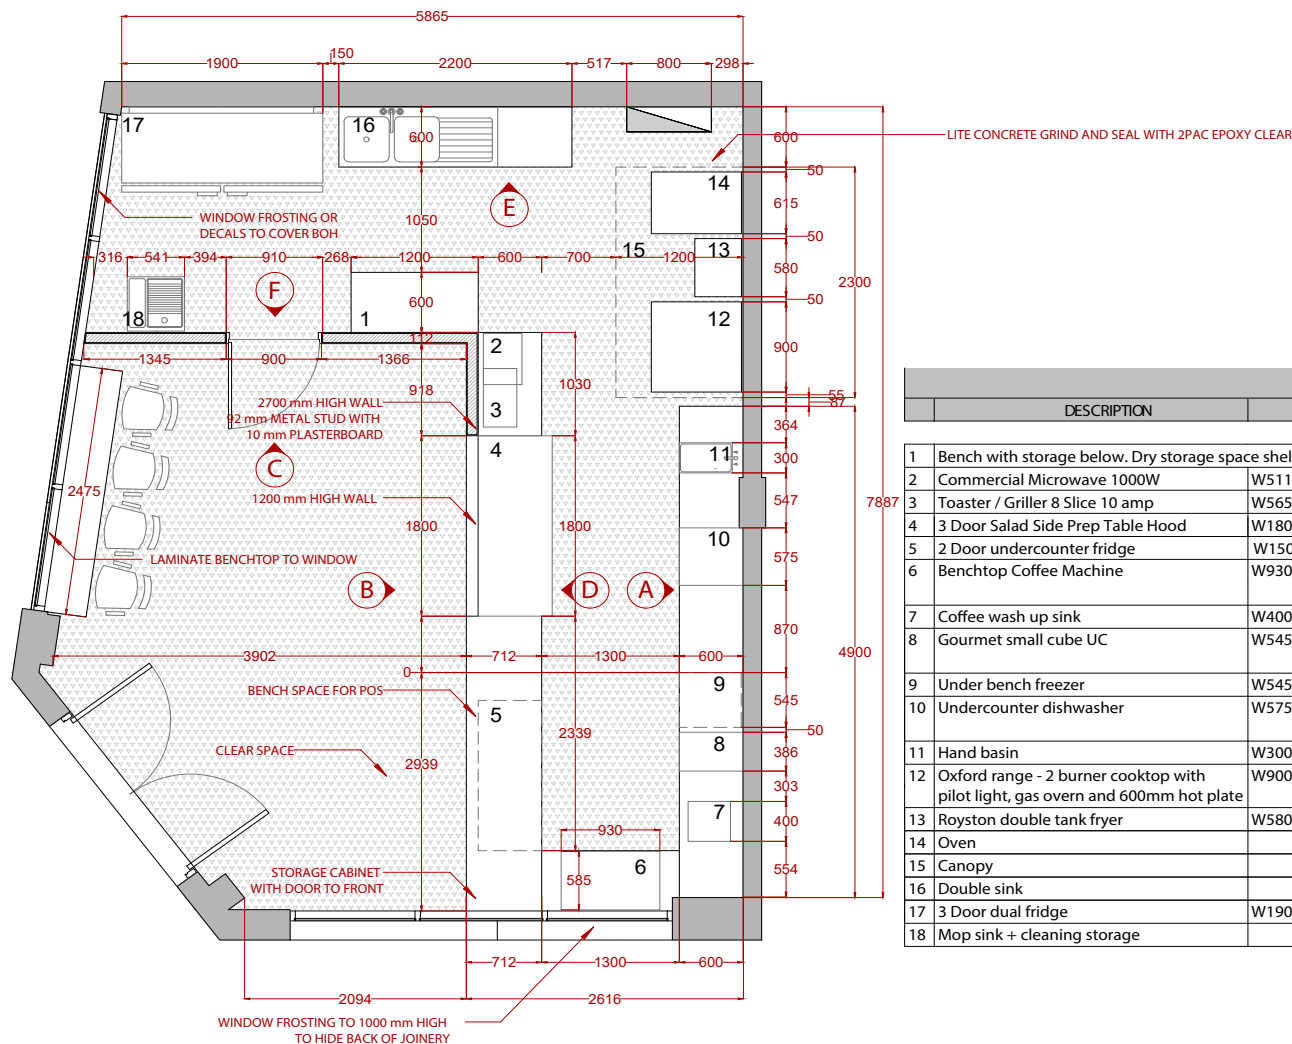 5865
1900 150 2200 517 800 298
17
16
600
600
LITE CONCRETE GRIND AND SEAL WITH 2PAC EPOXY CLEAR
50
14
615
E
WINDOW FROSTING OR
DECALS TO COVER BOH
1050
50
15
13
316 541 394 910 268 1200 600 700 1200
580
2300
F
600
50
18
1
12
112
2
900
1345 900 1366
918
1030
55
87
2700 mm HIGH WALL
92 mm METAL STUD WITH
10 mm PLASTERBOARD
3
364
4
11
300
C
2475
1200 mm HIGH WALL
547
7887
1800
1800
10
LAMINATE BENCHTOP TO WINDOW
575
B
D
A
870
3902 712 1300 600
4900
0
BENCH SPACE FOR POS
9
545
5
50
2339
CLEAR SPACE
2939
8
386
303
7
400
930
STORAGE CABINET
WITH DOOR TO FRONT
585
6
554
712 1300 600
2094 2616
WINDOW FROSTING TO 1000 mm HIGH
TO HIDE BACK OF JOINERY
DESCRIPTION
1 Bench with storage below. Dry storage space shel
2 Commercial Microwave 1000W W511
3 Toaster / Griller 8 Slice 10 amp W565
4 3 Door Salad Side Prep Table Hood W180
5 2 Door undercounter fridge W150
6 Benchtop Coffee Machine W930
7 Coffee wash up sink W400
8 Gourmet small cube UC W545
9 Under bench freezer W545
10 Undercounter dishwasher W575
11 Hand basin W300
12 Oxford range - 2 burner cooktop with W900
pilot light, gas overn and 600mm hot plate
13 Royston double tank fryer W580
14 Oven
15 Canopy
16 Double sink
17 3 Door dual fridge W190
18 Mop sink + cleaning storage